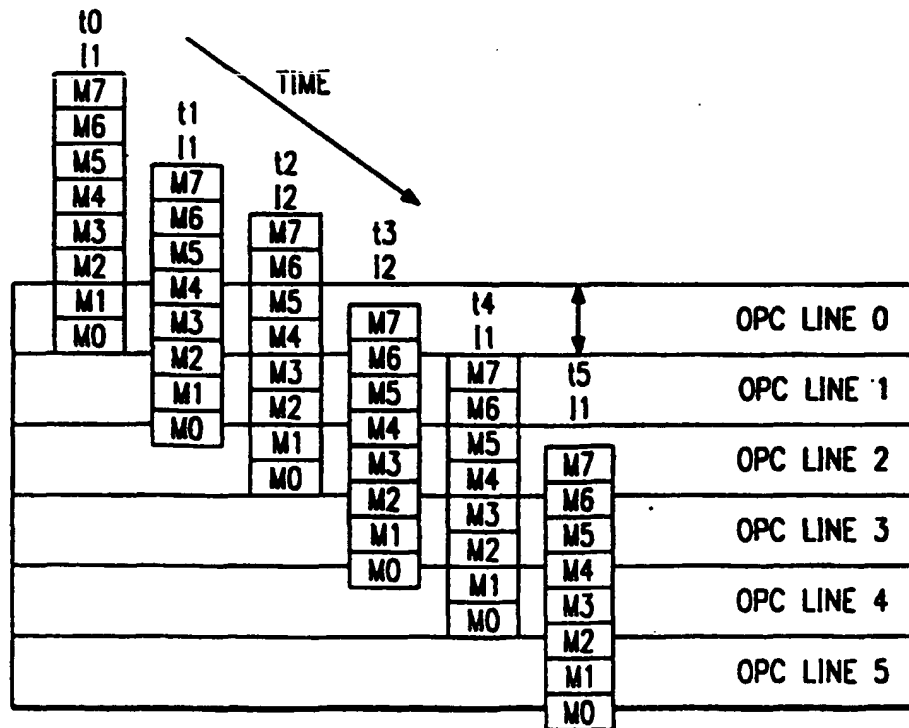 t0
I1
M7
M6
M5
M4
M3
M2
M1
M0
TIME
t1
I1
M7
M6
M5
M4
M3
M2
M1
M0
t2
I2
M7
M6
M5
M4
M3
M2
M1
M0
t3
I2
M7
M6
M5
M4
M3
M2
M1
M0
t4
I1
M7
M6
M5
M4
M3
M2
M1
M0
t5
I1
M7
M6
M5
M4
M3
M2
M1
M0
OPC LINE 0
OPC LINE 1
OPC LINE 2
OPC LINE 3
OPC LINE 4
OPC LINE 5